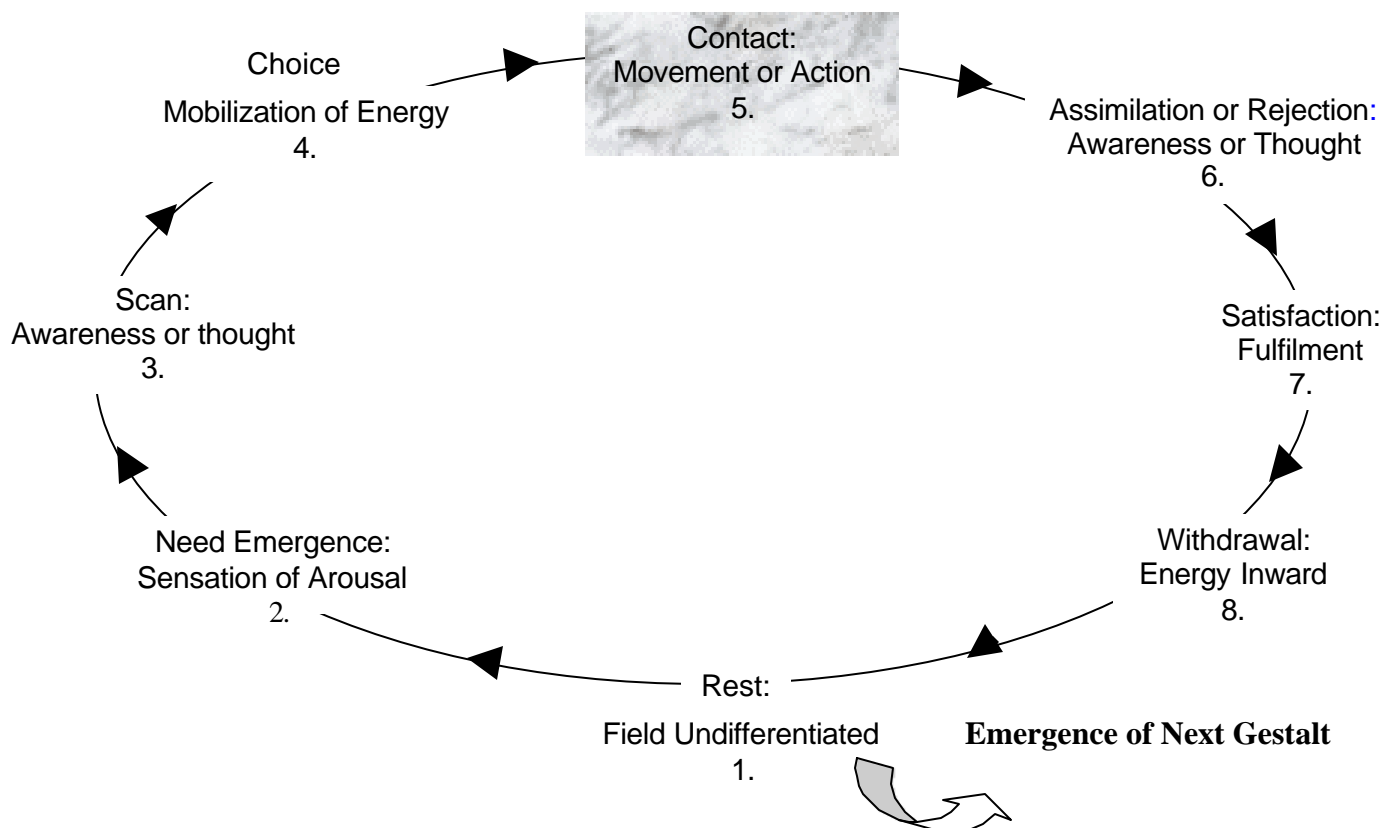 Contact:
Movement or Action
5.
Choice
Mobilization of Energy
4.
Assimilation or Rejection:
Awareness or Thought
6.
Scan:
Awareness or thought
3.
Satisfaction:
Fulfilment
7.
Need Emergence:
Sensation of Arousal
2.
Withdrawal:
Energy Inward
8.
Rest:
Field Undifferentiated
1.
Emergence of Next Gestalt